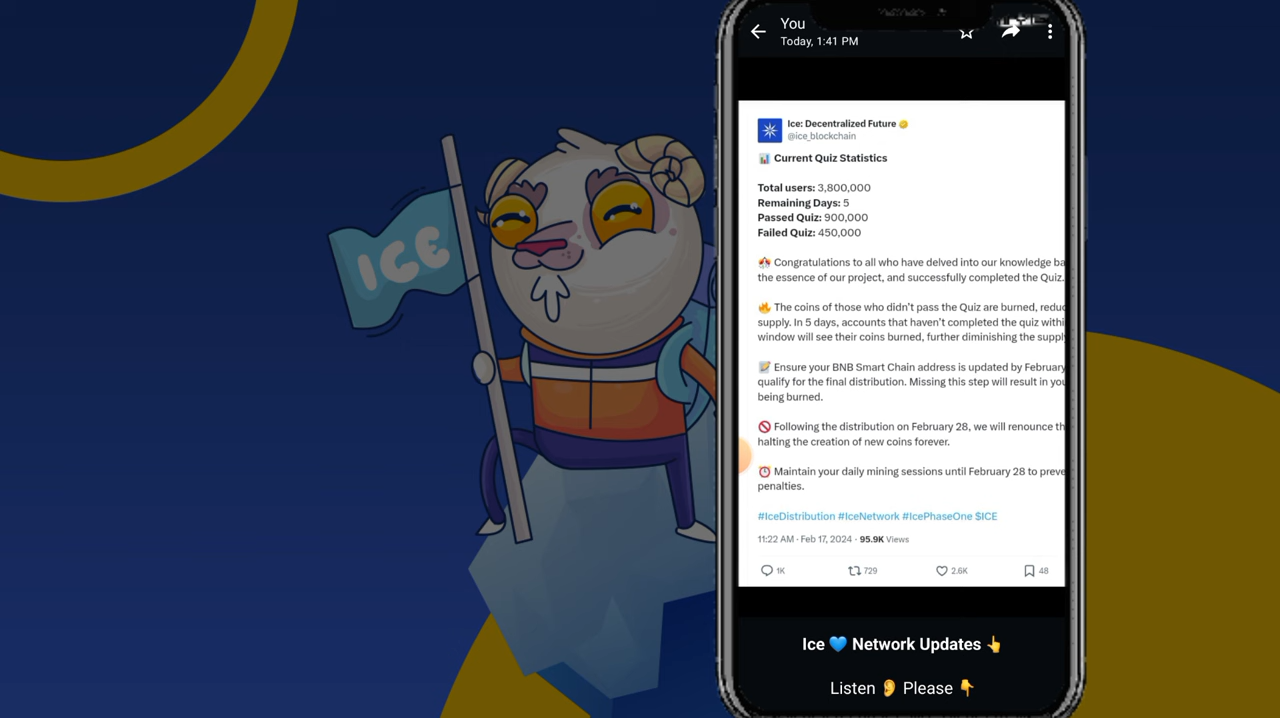 ICE
You
Today, 1:41 PM
Ice: Decentralized Future
@ice_blockchain
📊 Current Quiz Statistics
Total users: 3,800,000
Remaining Days: 5
Passed Quiz: 900,000
Failed Quiz: 450,000
Congratulations to all who have delved into our knowledge ba
the essence of our project, and successfully completed the Quiz.
🔥 The coins of those who didn't pass the Quiz are burned, reduc
supply. In 5 days, accounts that haven't completed the quiz withi
window will see their coins burned, further diminishing the supply
📝 Ensure your BNB Smart Chain address is updated by February
qualify for the final distribution. Missing this step will result in you
being burned.
🚫 Following the distribution on February 28, we will renounce th
halting the creation of new coins forever.
⏰ Maintain your daily mining sessions until February 28 to preve
penalties.
#IceDistribution #IceNetwork #IcePhaseOne $ICE
11:22 AM · Feb 17, 2024 · 95.9K Views
1K 729 2.6K 48
Ice 💙 Network Updates 👆
Listen 👂 Please 👇